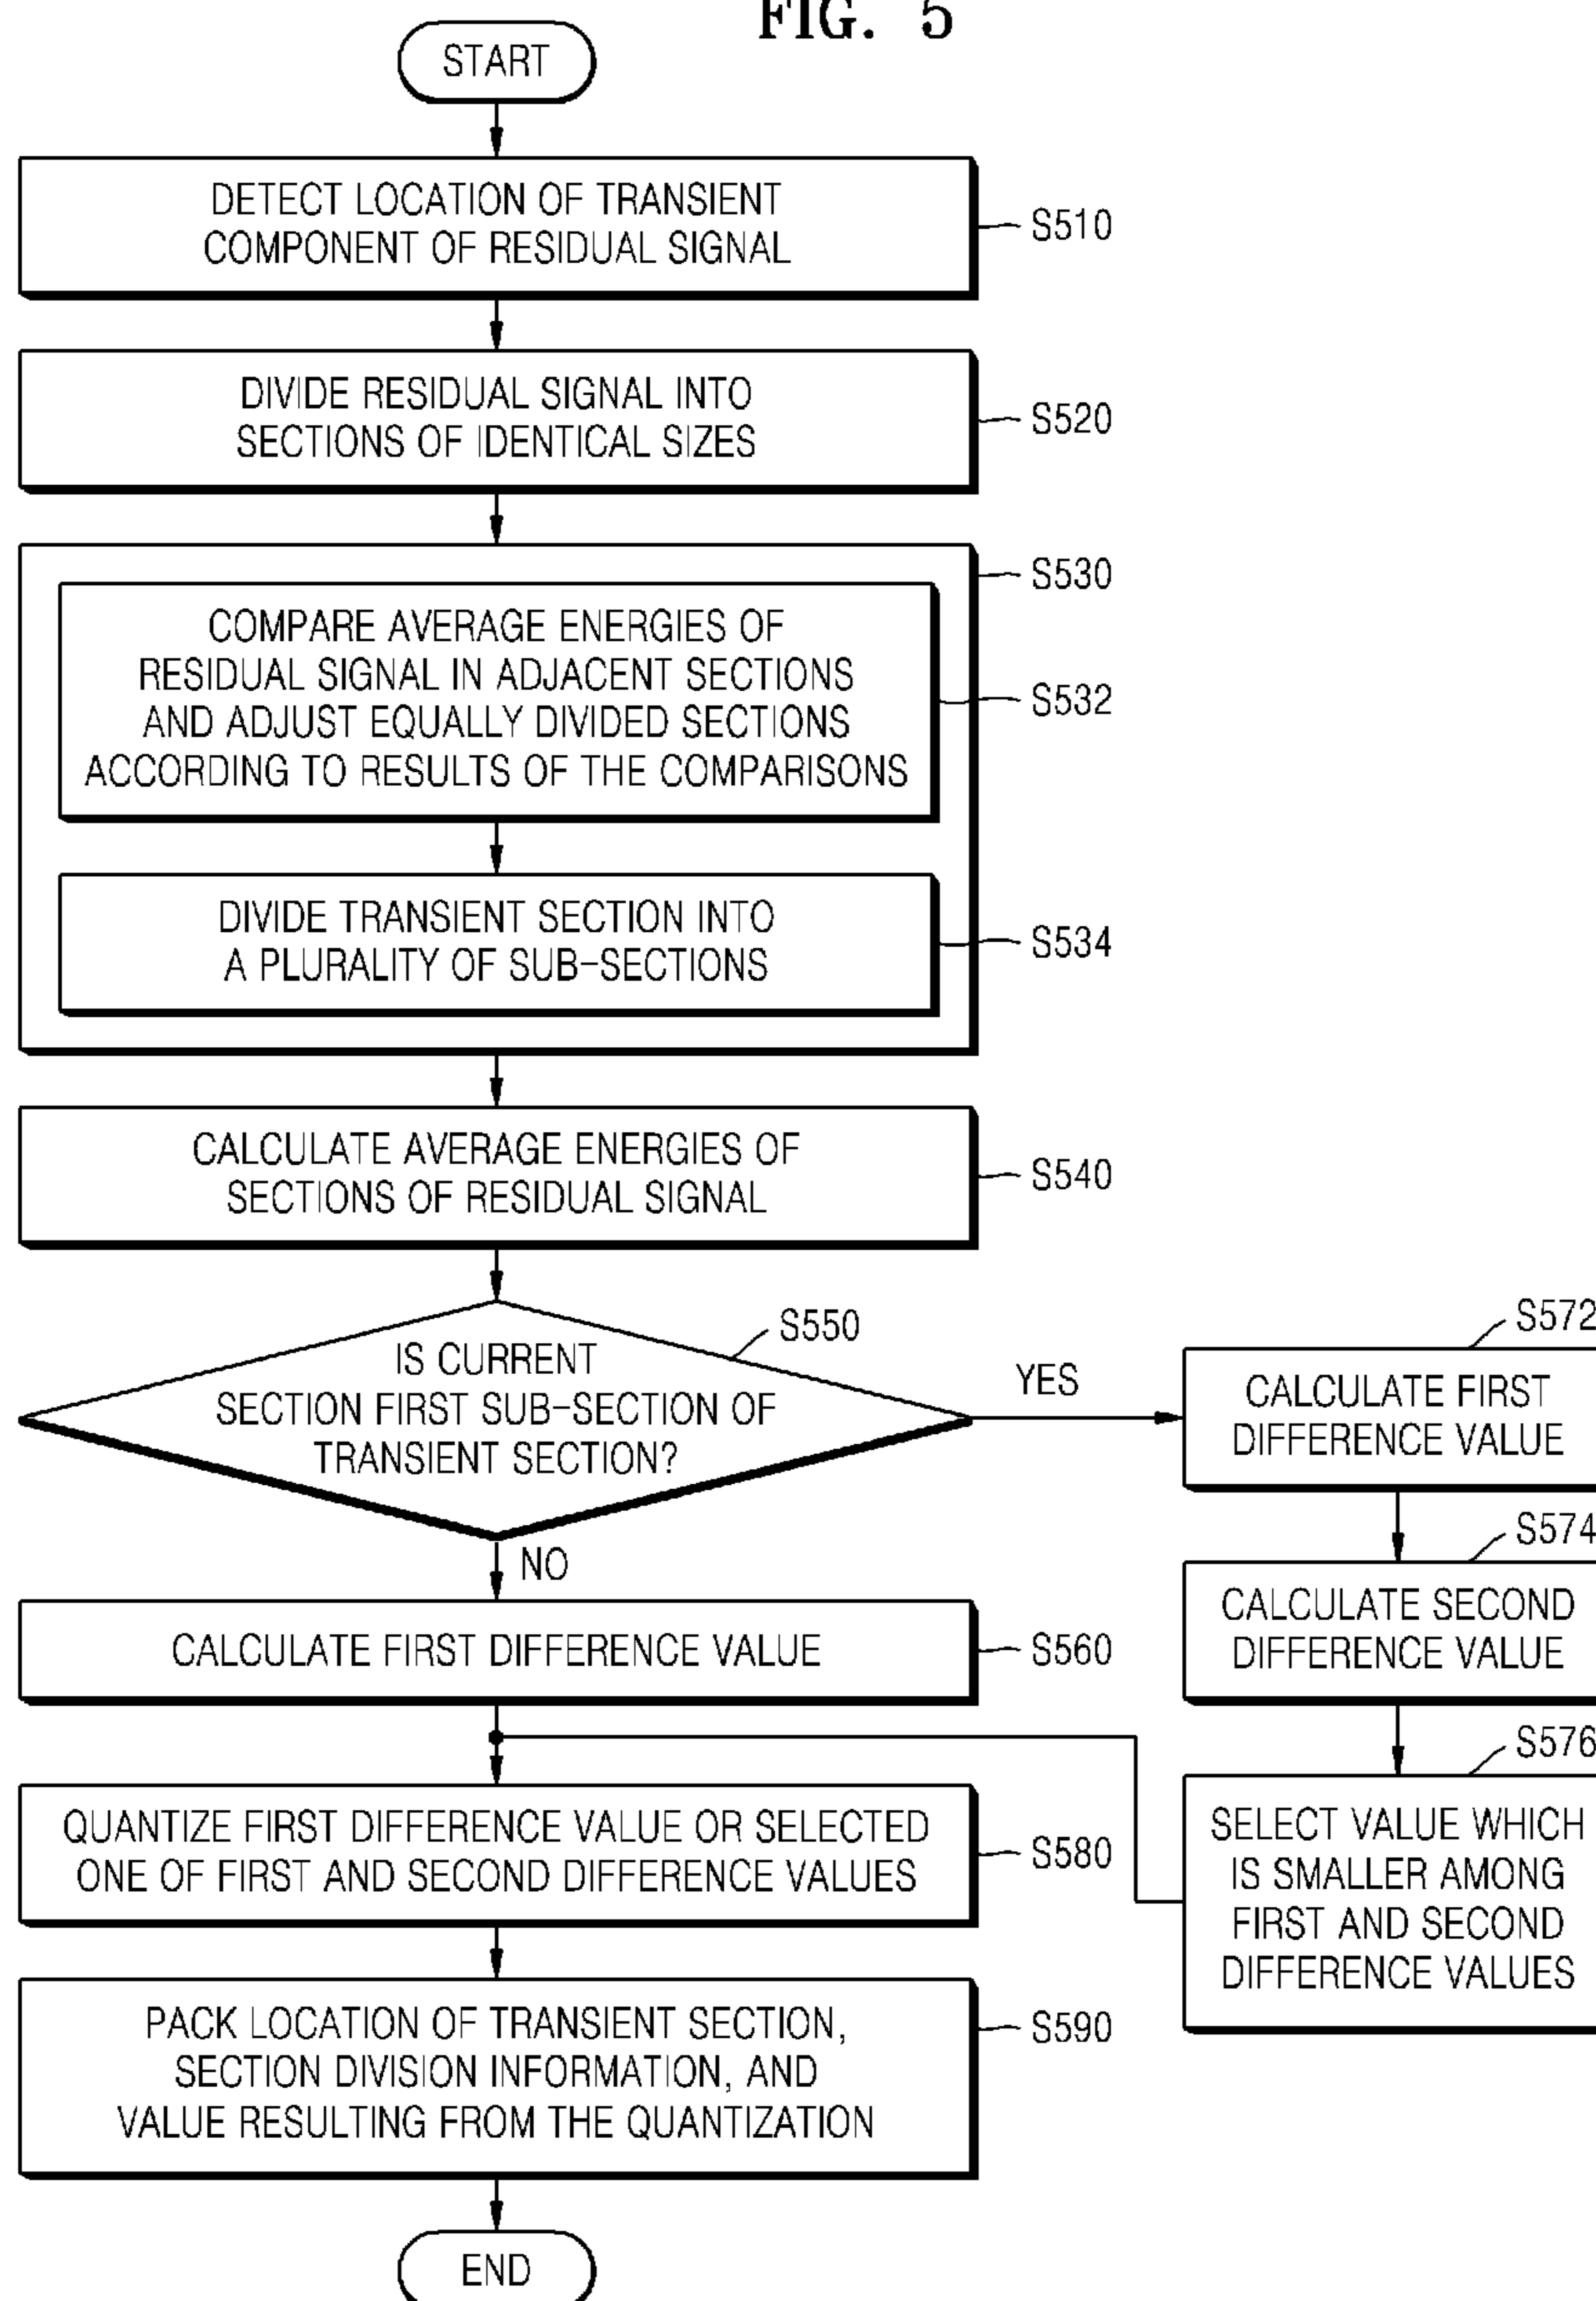 FIG. 5
START
DETECT LOCATION OF TRANSIENT
COMPONENT OF RESIDUAL SIGNAL
S510
DIVIDE RESIDUAL SIGNAL INTO
SECTIONS OF IDENTICAL SIZES
S520
S530
COMPARE AVERAGE ENERGIES OF
RESIDUAL SIGNAL IN ADJACENT SECTIONS
AND ADJUST EQUALLY DIVIDED SECTIONS
ACCORDING TO RESULTS OF THE COMPARISONS
S532
DIVIDE TRANSIENT SECTION INTO
A PLURALITY OF SUB-SECTIONS
S534
CALCULATE AVERAGE ENERGIES OF
SECTIONS OF RESIDUAL SIGNAL
S540
S550
IS CURRENT
SECTION FIRST SUB-SECTION OF
TRANSIENT SECTION?
YES
NO
S572
CALCULATE FIRST
DIFFERENCE VALUE
S574
CALCULATE SECOND
DIFFERENCE VALUE
S576
SELECT VALUE WHICH
IS SMALLER AMONG
FIRST AND SECOND
DIFFERENCE VALUES
CALCULATE FIRST DIFFERENCE VALUE
S560
QUANTIZE FIRST DIFFERENCE VALUE OR SELECTED
ONE OF FIRST AND SECOND DIFFERENCE VALUES
S580
PACK LOCATION OF TRANSIENT SECTION,
SECTION DIVISION INFORMATION, AND
VALUE RESULTING FROM THE QUANTIZATION
S590
END